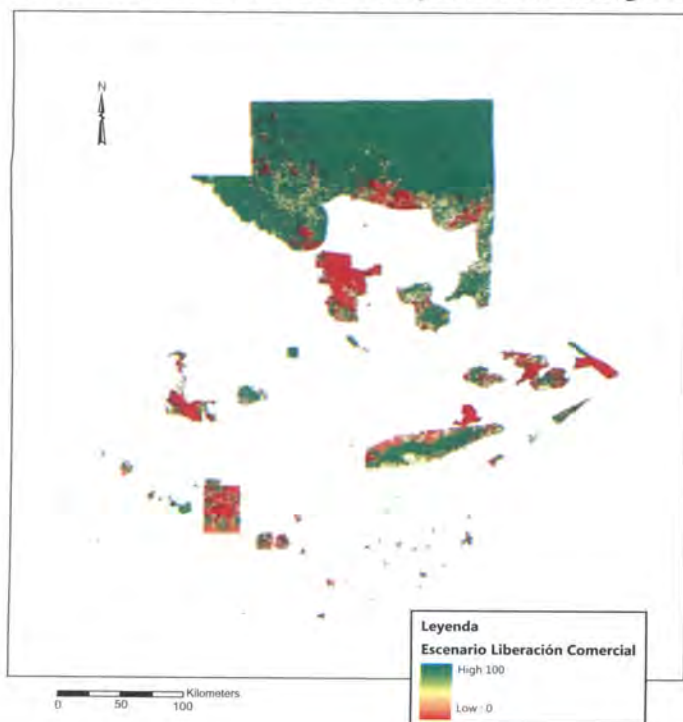 N
Leyenda
Escenario Liberación Comercial
High 100
Low : 0
Kilometers
0 50 100